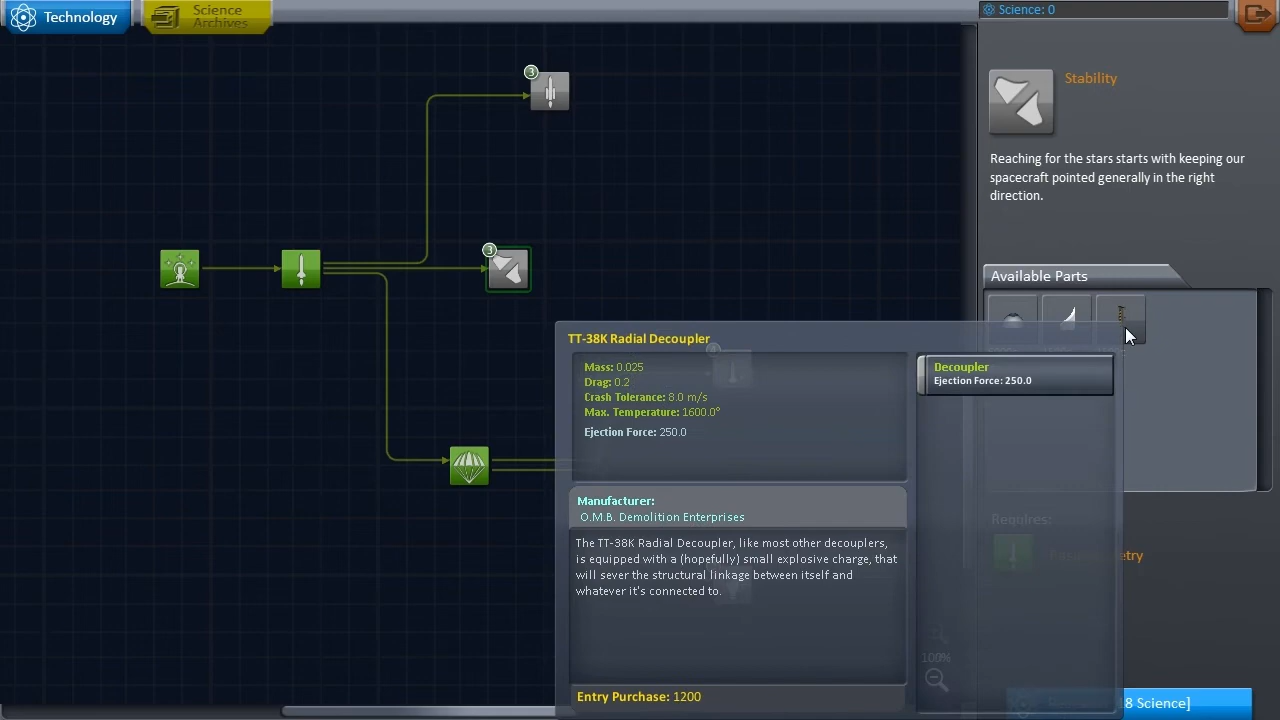 Technology
Science
Archives
Science: 0
Stability
Reaching for the stars starts with keeping our
spacecraft pointed generally in the right
direction.
Available Parts
3
3
TT-38K Radial Decoupler
Mass: 0.025
Drag: 0.2
Crash Tolerance: 8.0 m/s
Max. Temperature: 1600.0°
Ejection Force: 250.0
Decoupler
Ejection Force: 250.0
Manufacturer:
O.M.B. Demolition Enterprises
The TT-38K Radial Decoupler, like most other decouplers,
is equipped with a (hopefully) small explosive charge, that
will sever the structural linkage between itself and
whatever it's connected to.
Requires:
100%
Entry Purchase: 1200
8 Science]